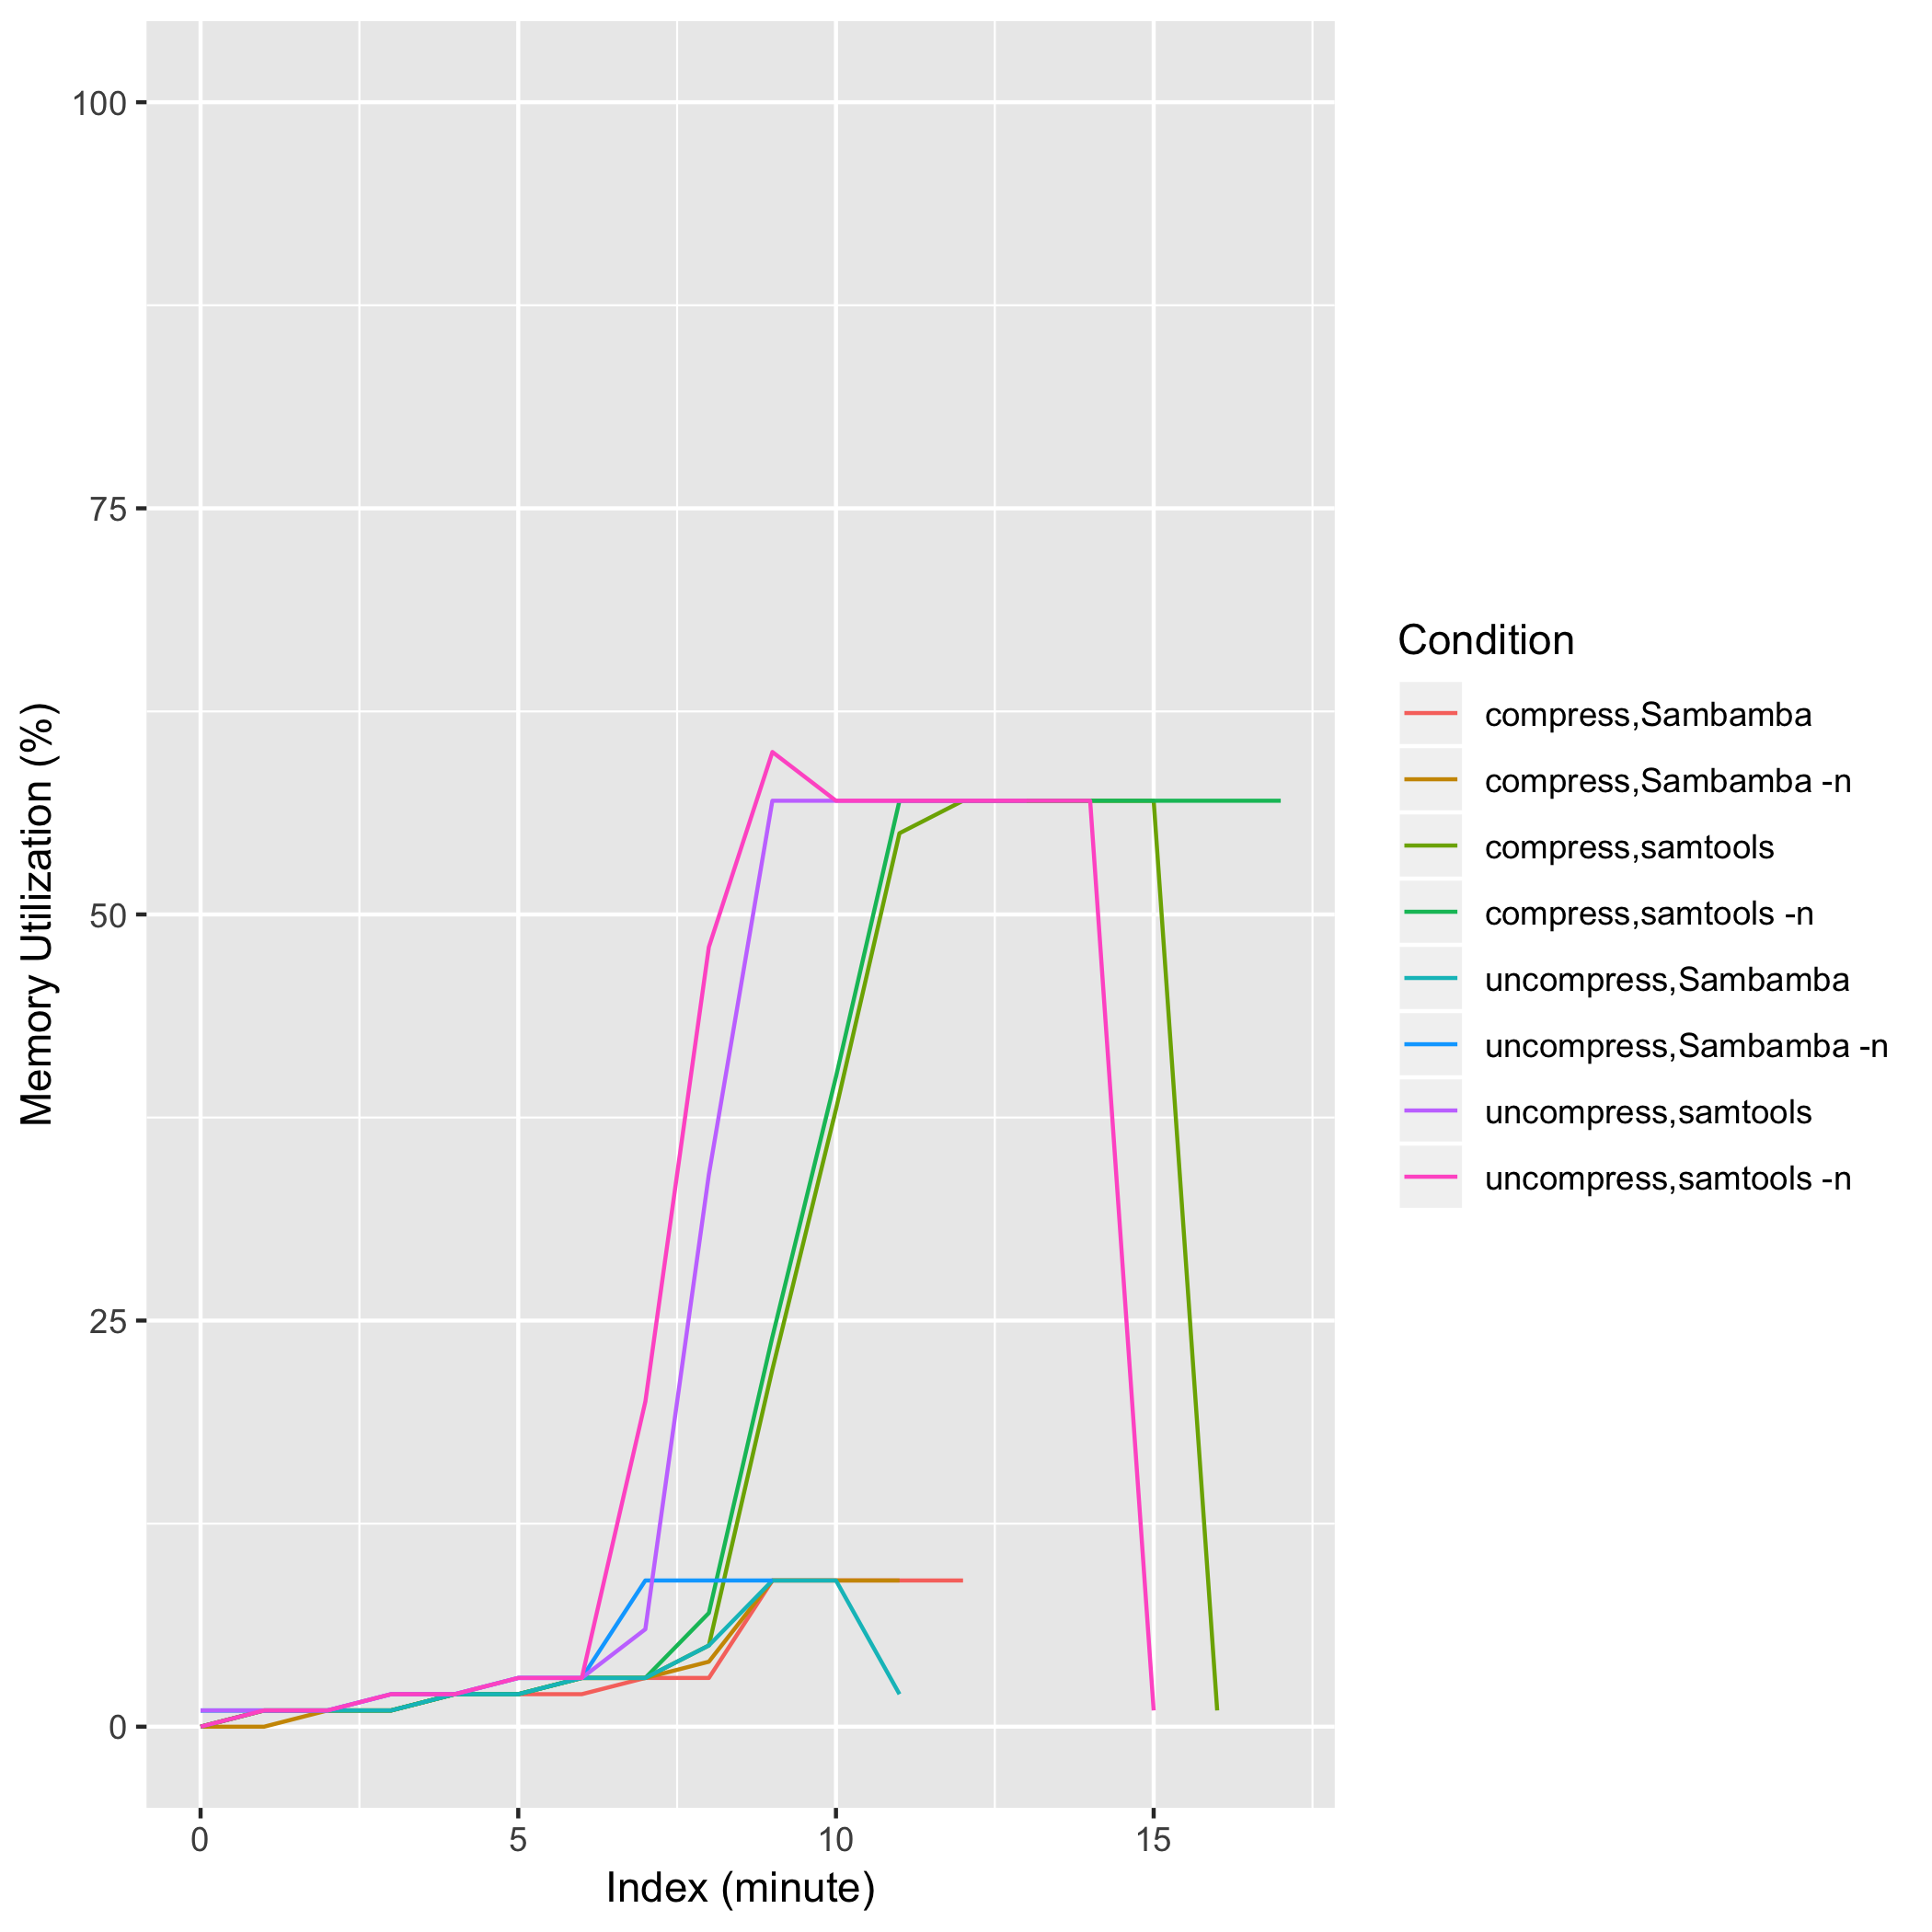 100
75
50
25
0
0
5
10
15
Index (minute)
Memory Utilization (%)
Condition
compress,Sambamba
compress,Sambamba -n
compress,samtools
compress,samtools -n
uncompress,Sambamba
uncompress,Sambamba -n
uncompress,samtools
uncompress,samtools -n